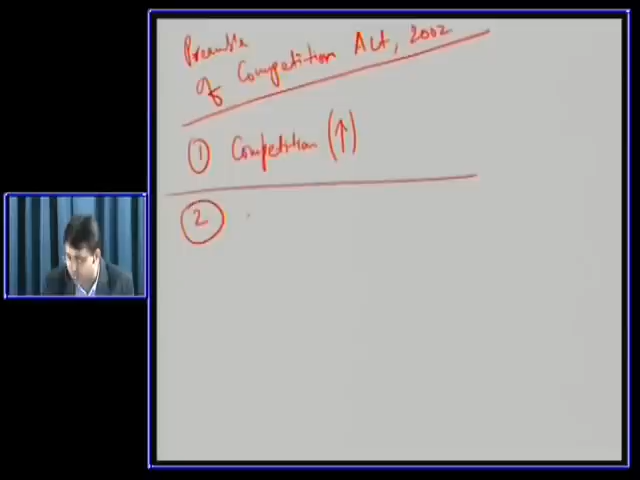 Preamble
of Competition Act, 2002
① Competition (↑)
②